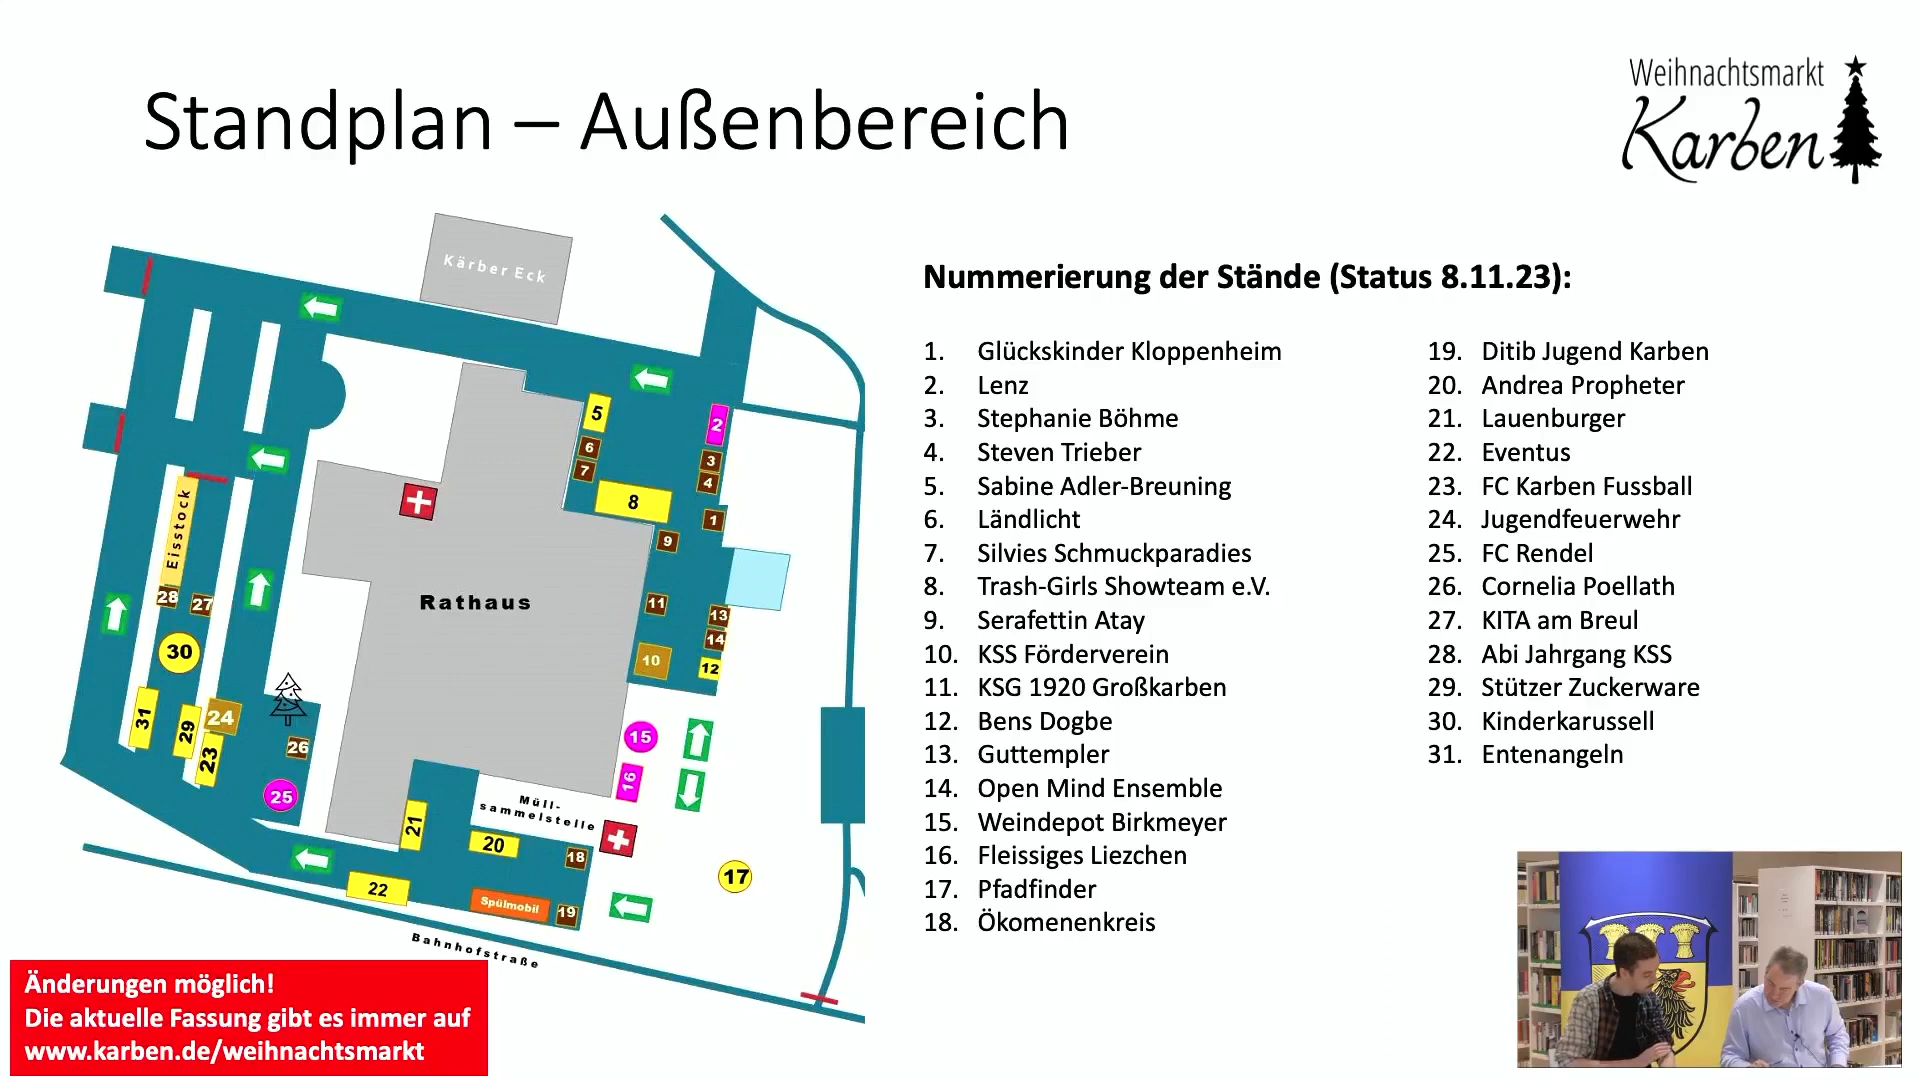 Standplan – Außenbereich
Weihnachtsmarkt
Karben
Kärber Eck
Nummerierung der Stände (Status 8.11.23):
1. Glückskinder Kloppenheim
2. Lenz
3. Stephanie Böhme
4. Steven Trieber
5. Sabine Adler-Breuning
6. Ländlicht
7. Silvies Schmuckparadies
8. Trash-Girls Showteam e.V.
9. Serafettin Atay
10. KSS Förderverein
11. KSG 1920 Großkarben
12. Bens Dogbe
13. Guttempler
14. Open Mind Ensemble
15. Weindepot Birkmeyer
16. Fleissiges Liezchen
17. Pfadfinder
18. Ökomenenkreis
19. Ditib Jugend Karben
20. Andrea Propheter
21. Lauenburger
22. Eventus
23. FC Karben Fussball
24. Jugendfeuerwehr
25. FC Rendel
26. Cornelia Poellath
27. KITA am Breul
28. Abi Jahrgang KSS
29. Stützer Zuckerware
30. Kinderkarussell
31. Entenangeln
5
2
6
3
7
4
8
1
9
Eisstock
28
27
Rathaus
11
13
14
10
12
30
31
29
24
23
26
25
15
16
Müll-
sammelstelle
21
20
18
17
22
Spülmobil
19
Bahnhofstraße
Änderungen möglich!
Die aktuelle Fassung gibt es immer auf
www.karben.de/weihnachtsmarkt